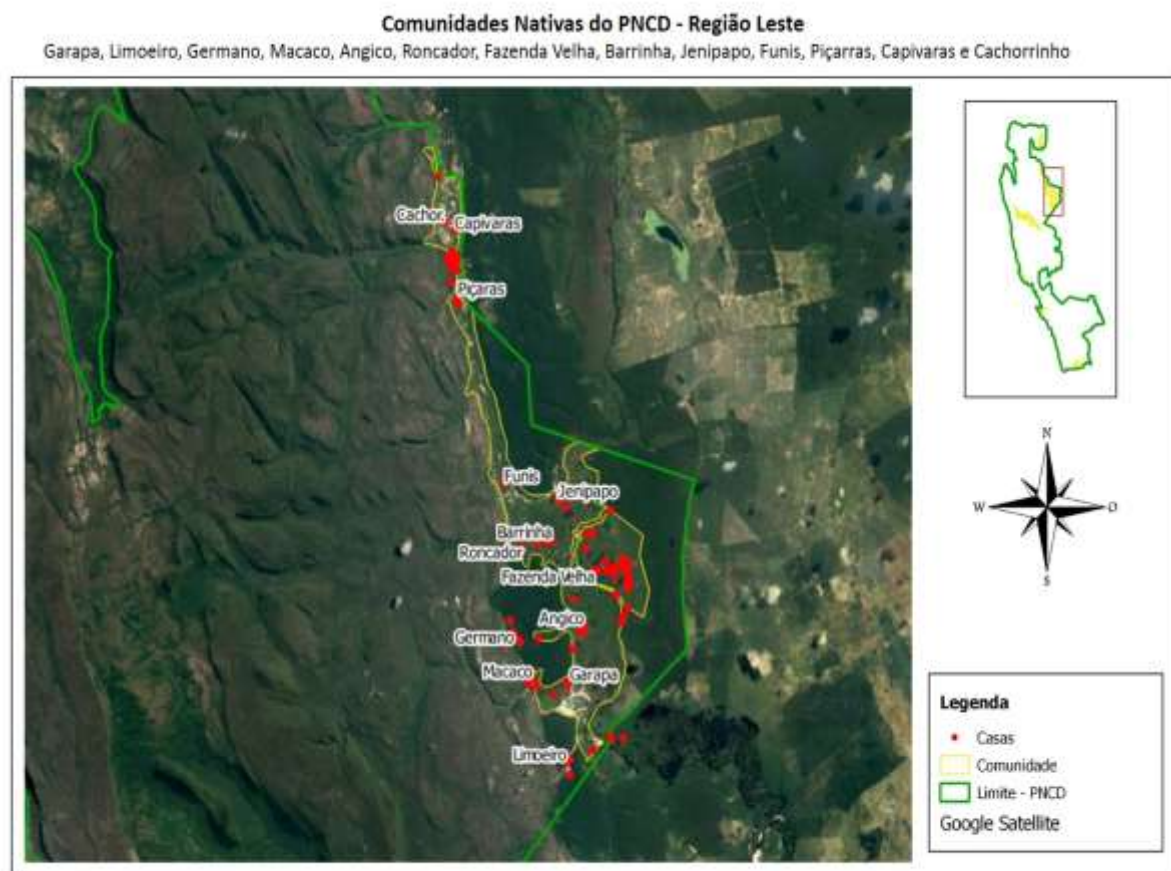 Comunidades Nativas do PNCD - Região Leste
Garapa, Limoeiro, Germano, Macaco, Angico, Roncador, Fazenda Velha, Barrinha, Jenipapo, Funis, Piçarras, Capivaras e Cachorrinho
Cachor.
Capivaras
Piçaras
Funis
Jenipapo
Barrinha
Roncador
Fazenda Velha
Angico
Germano
Macaco
Garapa
Limoeiro
N
W
O
S
Legenda
Casas
Comunidade
Limite - PNCD
Google Satellite